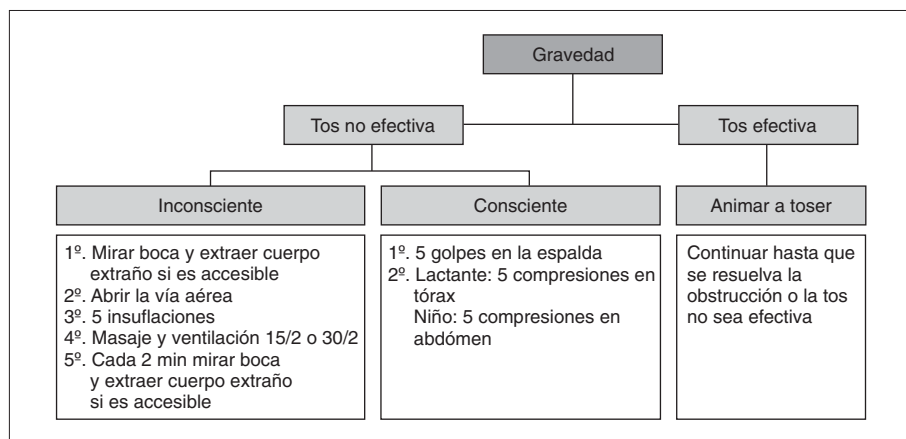 Gravedad
Tos no efectiva
Tos efectiva
Inconsciente
Consciente
Animar a toser
1º. Mirar boca y extraer cuerpo
extraño si es accesible
2º. Abrir la vía aérea
3º. 5 insuflaciones
4º. Masaje y ventilación 15/2 o 30/2
5º. Cada 2 min mirar boca
y extraer cuerpo extraño
si es accesible
1º. 5 golpes en la espalda
2º. Lactante: 5 compresiones en
tórax
Niño: 5 compresiones en
abdómen
Continuar hasta que
se resuelva la
obstrucción o la tos
no sea efectiva